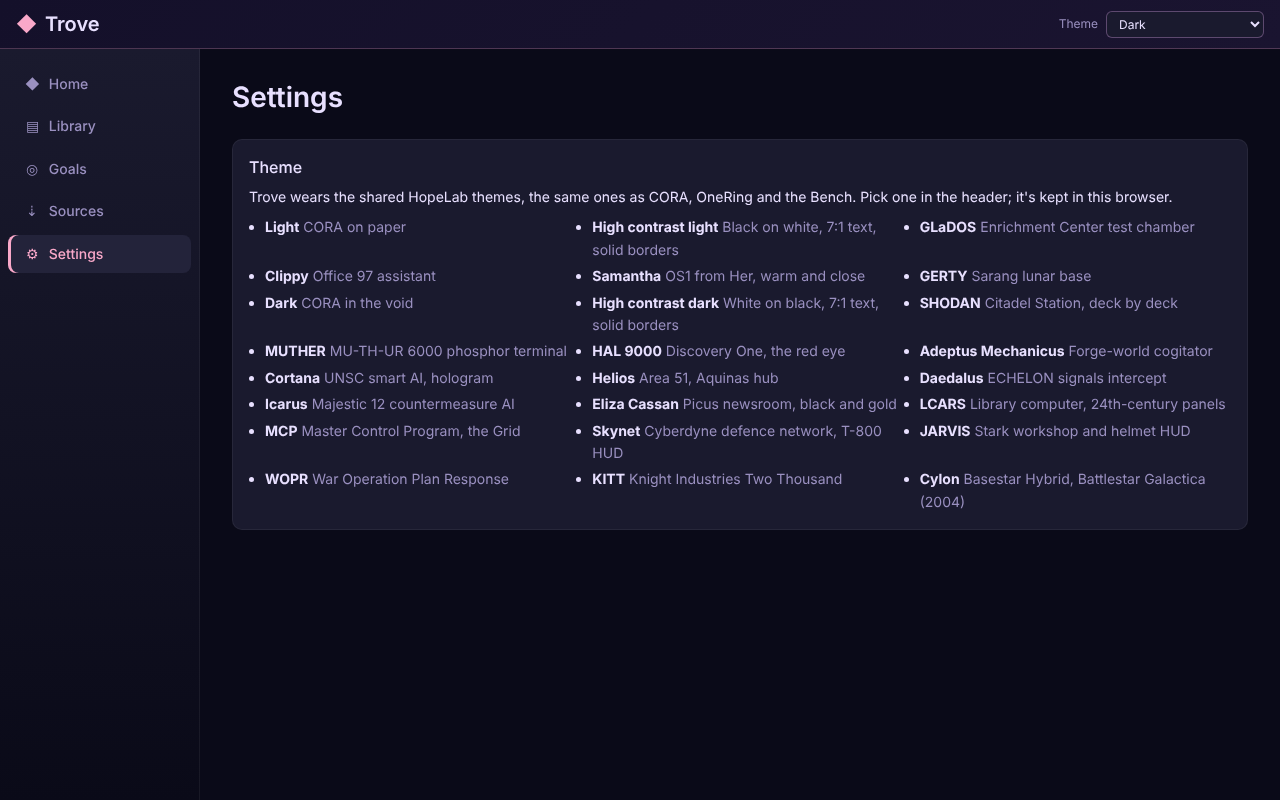 Trove
Theme
Dark
Home
Library
Goals
Sources
Settings
Settings
Theme
Trove wears the shared HopeLab themes, the same ones as CORA, OneRing and the Bench. Pick one in the header; it's kept in this browser.
Light CORA on paper
High contrast light Black on white, 7:1 text,
solid borders
GLaDOS Enrichment Center test chamber
Clippy Office 97 assistant
Samantha OS1 from Her, warm and close
GERTY Sarang lunar base
Dark CORA in the void
High contrast dark White on black, 7:1 text,
solid borders
SHODAN Citadel Station, deck by deck
MUTHER MU-TH-UR 6000 phosphor terminal
HAL 9000 Discovery One, the red eye
Adeptus Mechanicus Forge-world cogitator
Cortana UNSC smart AI, hologram
Helios Area 51, Aquinas hub
Daedalus ECHELON signals intercept
Icarus Majestic 12 countermeasure AI
Eliza Cassan Picus newsroom, black and gold
LCARS Library computer, 24th-century panels
MCP Master Control Program, the Grid
Skynet Cyberdyne defence network, T-800
HUD
JARVIS Stark workshop and helmet HUD
WOPR War Operation Plan Response
KITT Knight Industries Two Thousand
Cylon Basestar Hybrid, Battlestar Galactica
(2004)